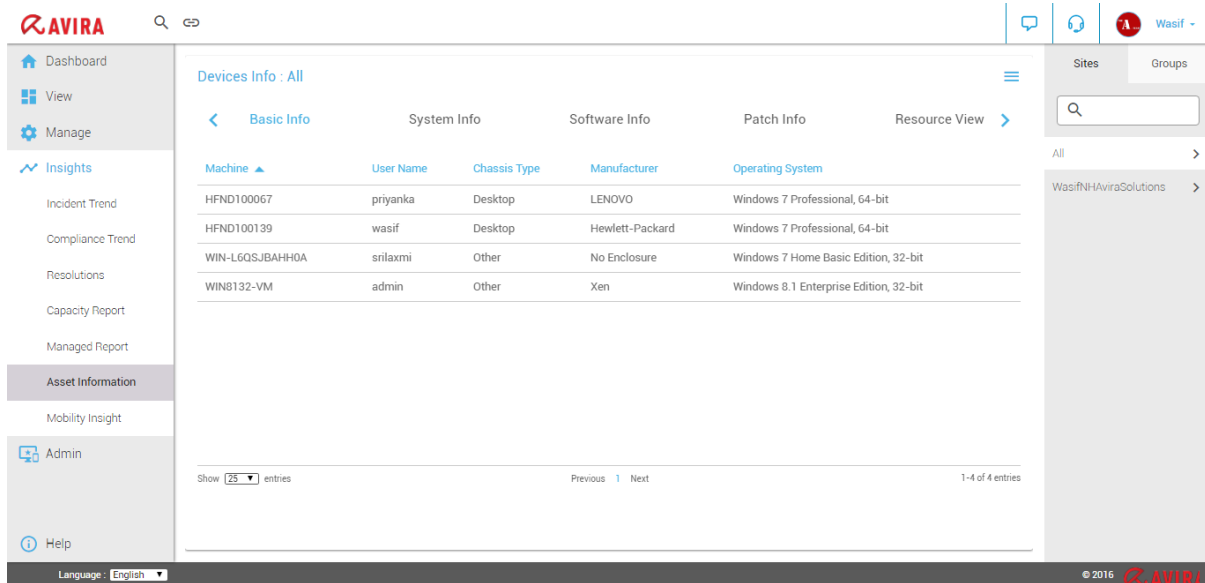 AVIRA
Wasif
Dashboard
View
Manage
Insights
Incident Trend
Compliance Trend
Resolutions
Capacity Report
Managed Report
Asset Information
Mobility Insight
Admin
Help
Devices Info : All
Basic Info System Info Software Info Patch Info Resource View
Machine User Name Chassis Type Manufacturer Operating System
HFND100067 priyanka Desktop LENOVO Windows 7 Professional, 64-bit
HFND100139 wasif Desktop Hewlett-Packard Windows 7 Professional, 64-bit
WIN-L6QSJBAHH0A srilaxmi Other No Enclosure Windows 7 Home Basic Edition, 32-bit
WIN8132-VM admin Other Xen Windows 8.1 Enterprise Edition, 32-bit
Show 25 entries Previous 1 Next 1-4 of 4 entries
Sites Groups
All
WasifNHAviraSolutions
Language : English © 2016 AVIRA